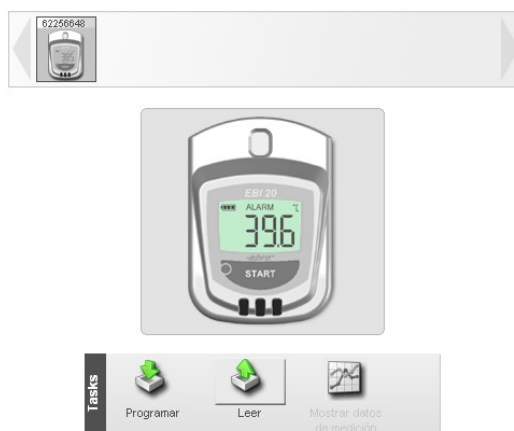 62256648
EBI 20
ALARM
°C
39.6
-ebro-
START
Tasks
Programar
Leer
Mostrar datos
de medición